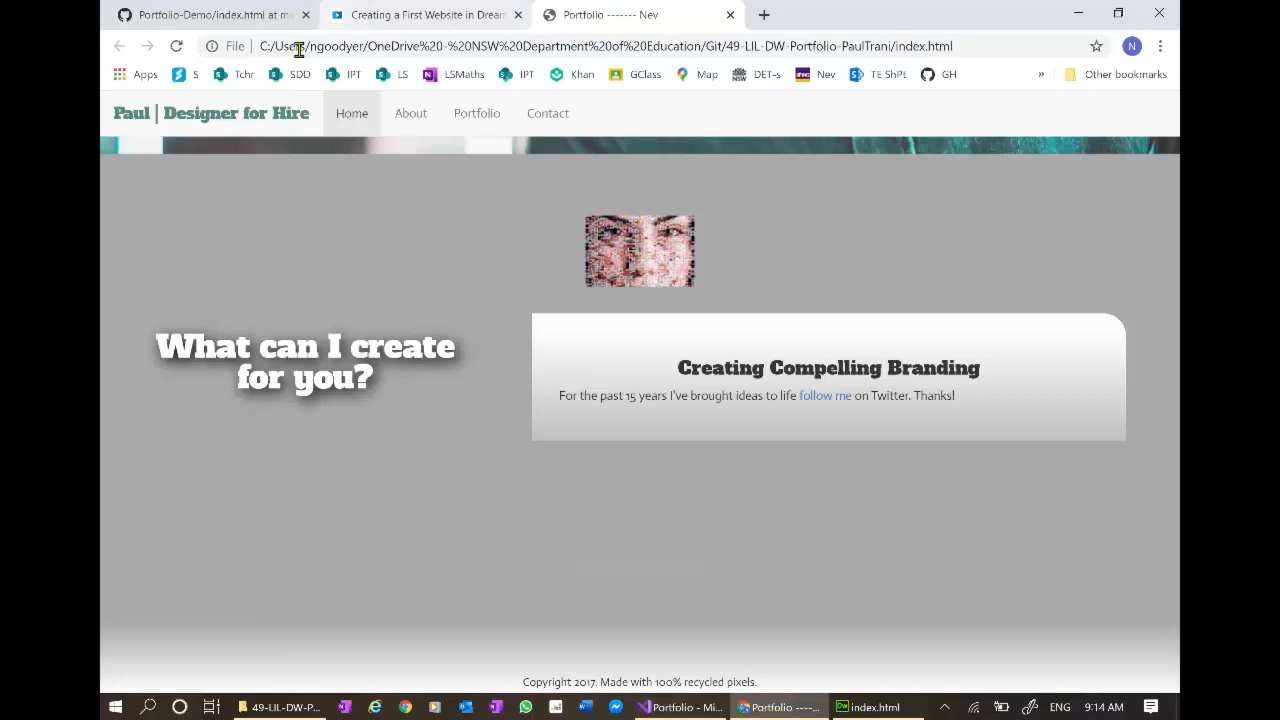 Portfolio-Demo/index.html at ma
Creating a First Website in Dream
Portfolio ------- Nev
File
C:/Users/ngoodyer/OneDrive%20-%20NSW%20Department%20of%20Education/Git/49-LIL-DW-Portfolio-PaulTrani/index.html
N
Apps S Tchr SDD IPT LS LSMaths IPT Khan GClass Map DET-s Nev TE ShPt GH » Other bookmarks
Paul | Designer for Hire Home About Portfolio Contact
What can I create
for you?
Creating Compelling Branding
For the past 15 years I've brought ideas to life follow me on Twitter. Thanks!
Copyright 2017. Made with 100% recycled pixels.
49-LIL-DW-P... Portfolio - Mi... Portfolio ----... Dw index.html ENG 9:14 AM